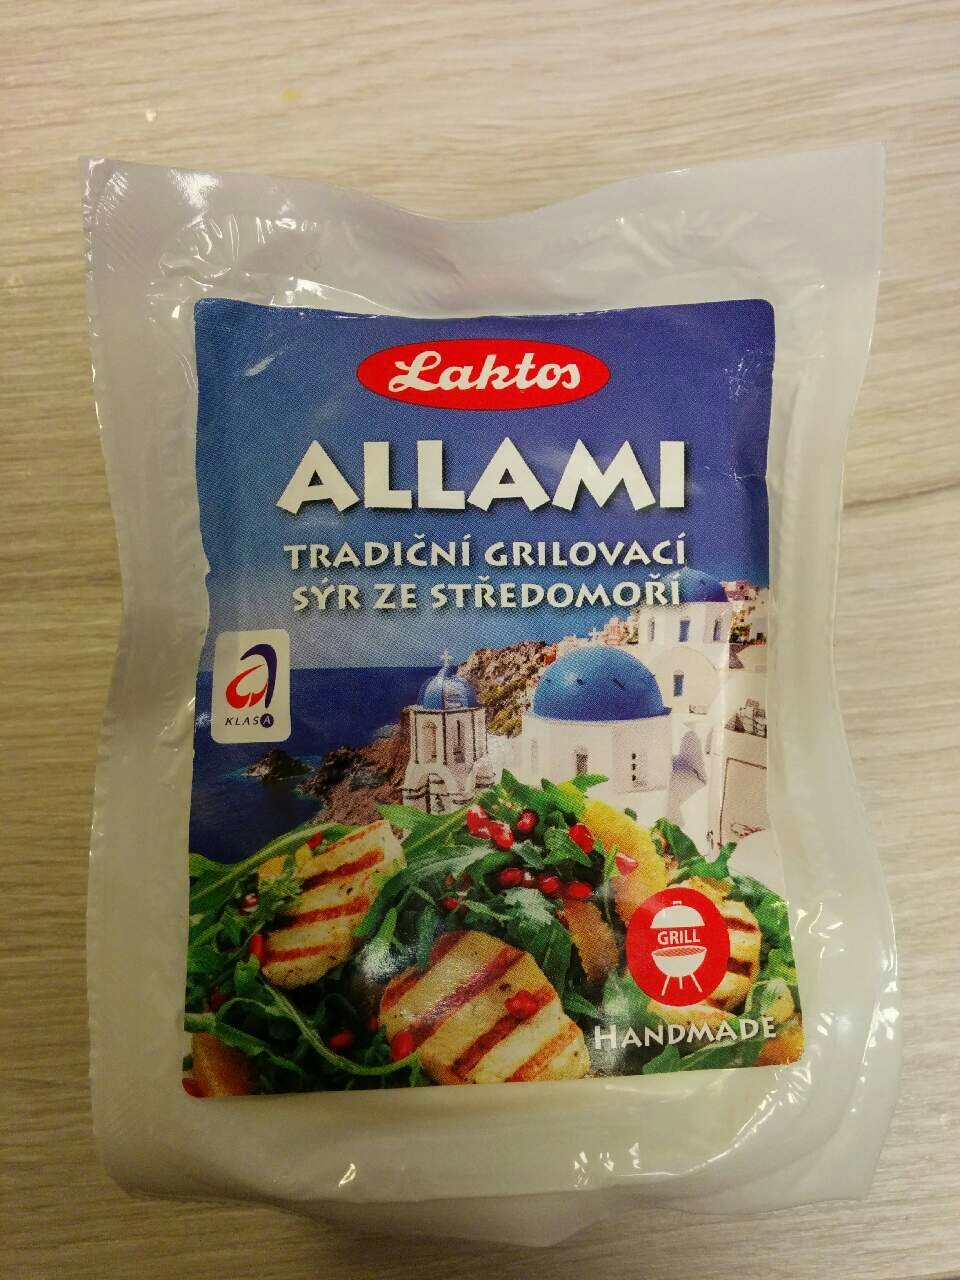 Laktos
ALLAMI
TRADIČNÍ GRILOVACÍ
SÝR ZE STŘEDOMOŘÍ
KLASA
GRILL
HANDMADE